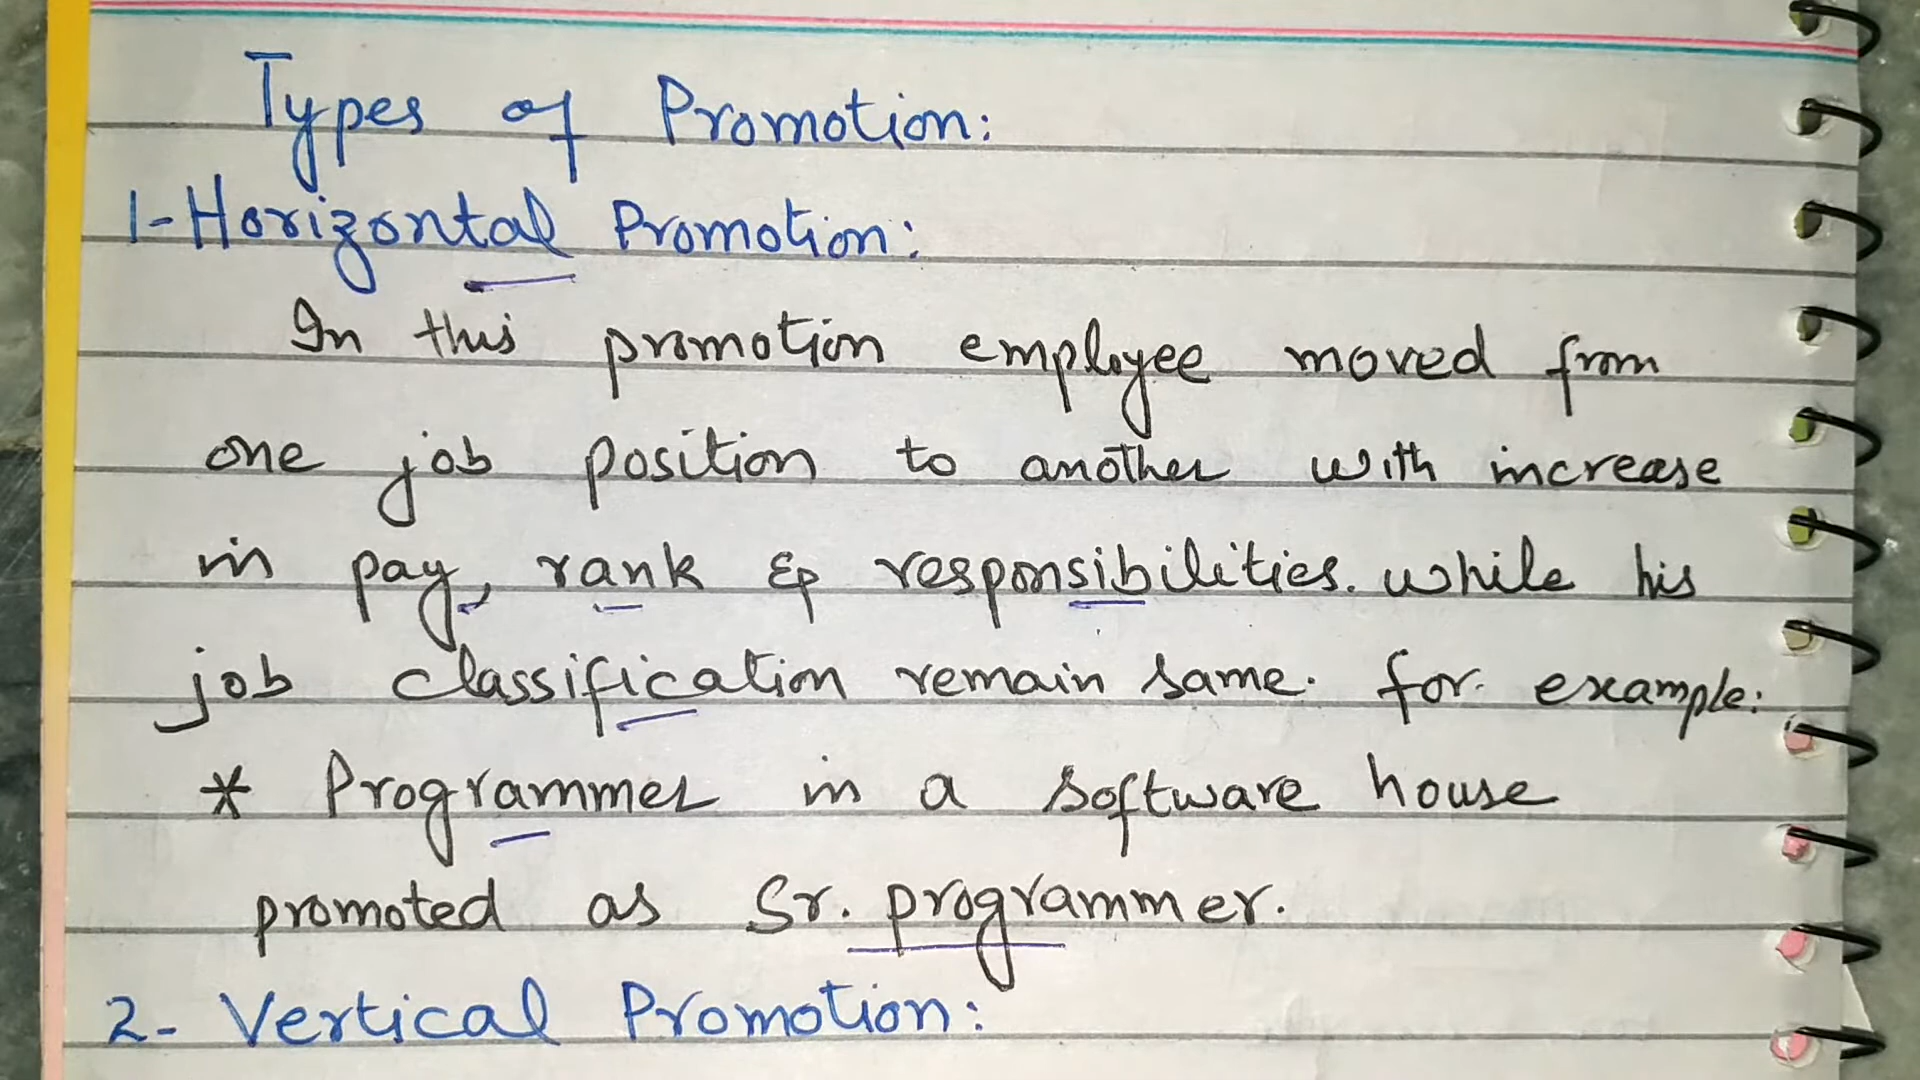 Types of Promotion:
1-Horizontal Promotion:
In this promotion employee moved from
one job position to another with increase
in pay, rank & responsibilities. while his
job classification remain same. for example:
* Programmer in a software house
promoted as Sr. programmer.
2- Vertical Promotion: